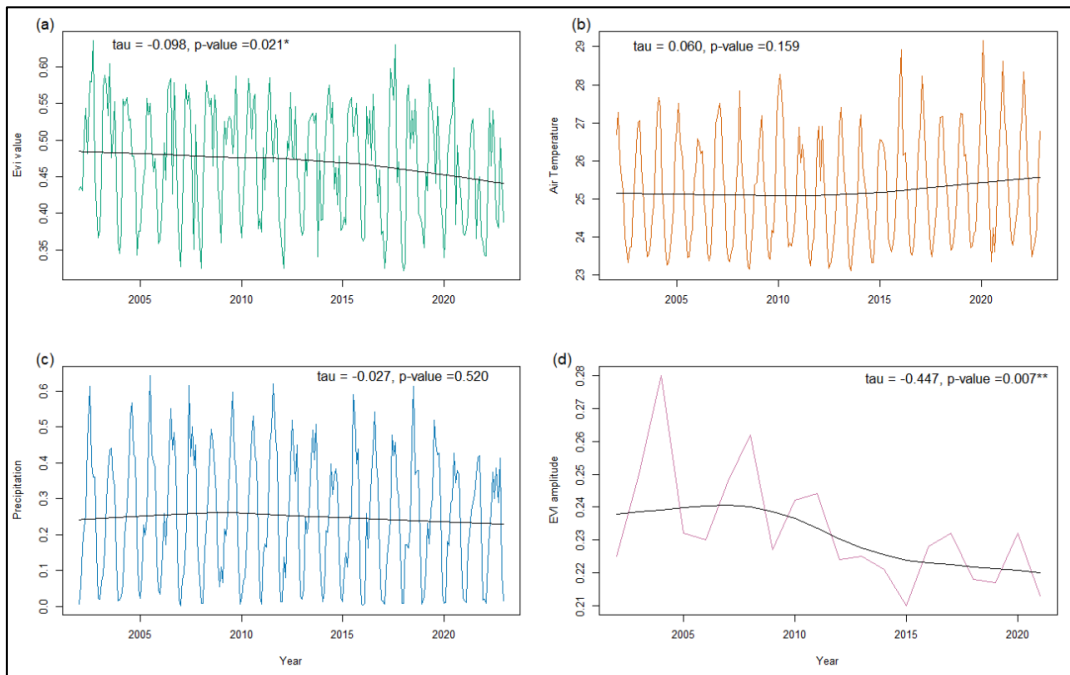 (a)
tau = -0.098, p-value =0.021*
Evi value
0.60
0.55
0.50
0.45
0.40
0.35
2005 2010 2015 2020
(b)
tau = 0.060, p-value =0.159
Air Temperature
29
28
27
26
25
24
23
2005 2010 2015 2020
(c)
tau = -0.027, p-value =0.520
Precipitation
0.6
0.5
0.4
0.3
0.2
0.1
0.0
2005 2010 2015 2020
Year
(d)
tau = -0.447, p-value =0.007**
EVI amplitude
0.28
0.27
0.26
0.25
0.24
0.23
0.22
0.21
2005 2010 2015 2020
Year